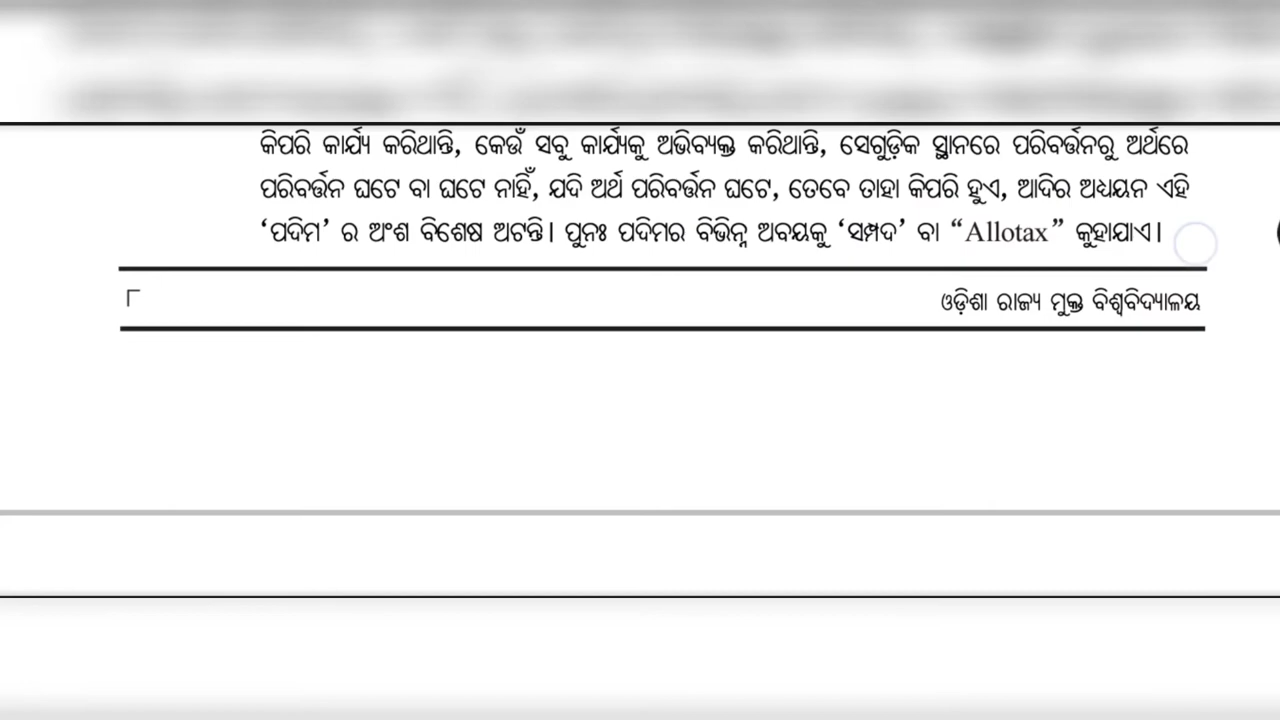 କିପରି କାର୍ଯ୍ୟ କରିଥାନ୍ତି, କେଉଁ ସବୁ କାର୍ଯ୍ୟକୁ ଅଭିବ୍ୟକ୍ତ କରିଥାନ୍ତି, ସେଗୁଡ଼ିକ ସ୍ଥାନରେ ପରିବର୍ତ୍ତନରୁ ଅର୍ଥରେ
ପରିବର୍ତ୍ତନ ଘଟେ ବା ଘଟେ ନାହିଁ, ଯଦି ଅର୍ଥ ପରିବର୍ତ୍ତନ ଘଟେ, ତେବେ ତାହା କିପରି ହୁଏ, ଆଦିର ଅଧ୍ୟୟନ ଏହି
‘ପଦିମ’ ର ଅଂଶ ବିଶେଷ ଅଟନ୍ତି। ପୁନଃ ପଦିମର ବିଭିନ୍ନ ଅବୟକୁ ‘ସମ୍ପଦ’ ବା “Allotax” କୁହାଯାଏ।
୮ ଓଡ଼ିଶା ରାଜ୍ୟ ମୁକ୍ତ ବିଶ୍ୱବିଦ୍ୟାଳୟ